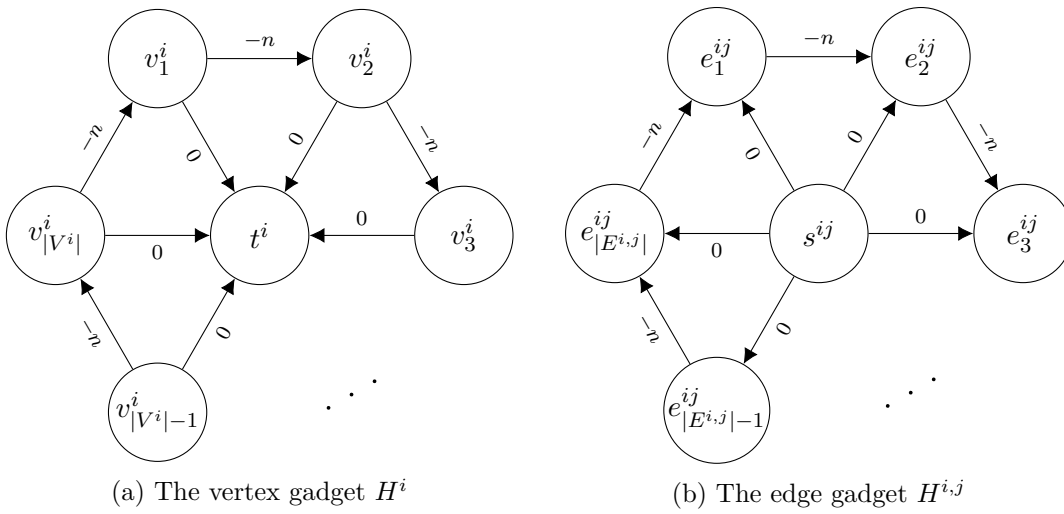 $v_1^i$ −n $v_2^i$ $e_1^{ij}$ −n $e_2^{ij}$
−n 0 0 −n −n 0 0 −n
$v_{|V^i|}^i$ 0 $t^i$ 0 $v_3^i$ $e_{|E^{i,j}|}^{ij}$ 0 $s^{ij}$ 0 $e_3^{ij}$
−n 0 −n 0
$v_{|V^i|-1}^i$ $e_{|E^{i,j}|-1}^{ij}$
(a) The vertex gadget $H^i$ (b) The edge gadget $H^{i,j}$